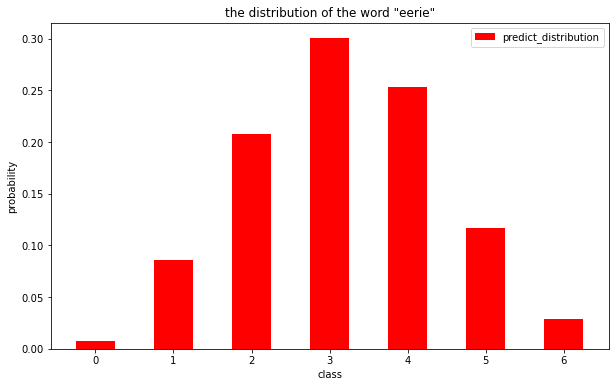 the distribution of the word "eerie"
predict_distribution
probability
0.30
0.25
0.20
0.15
0.10
0.05
0.00
0 1 2 3 4 5 6
class